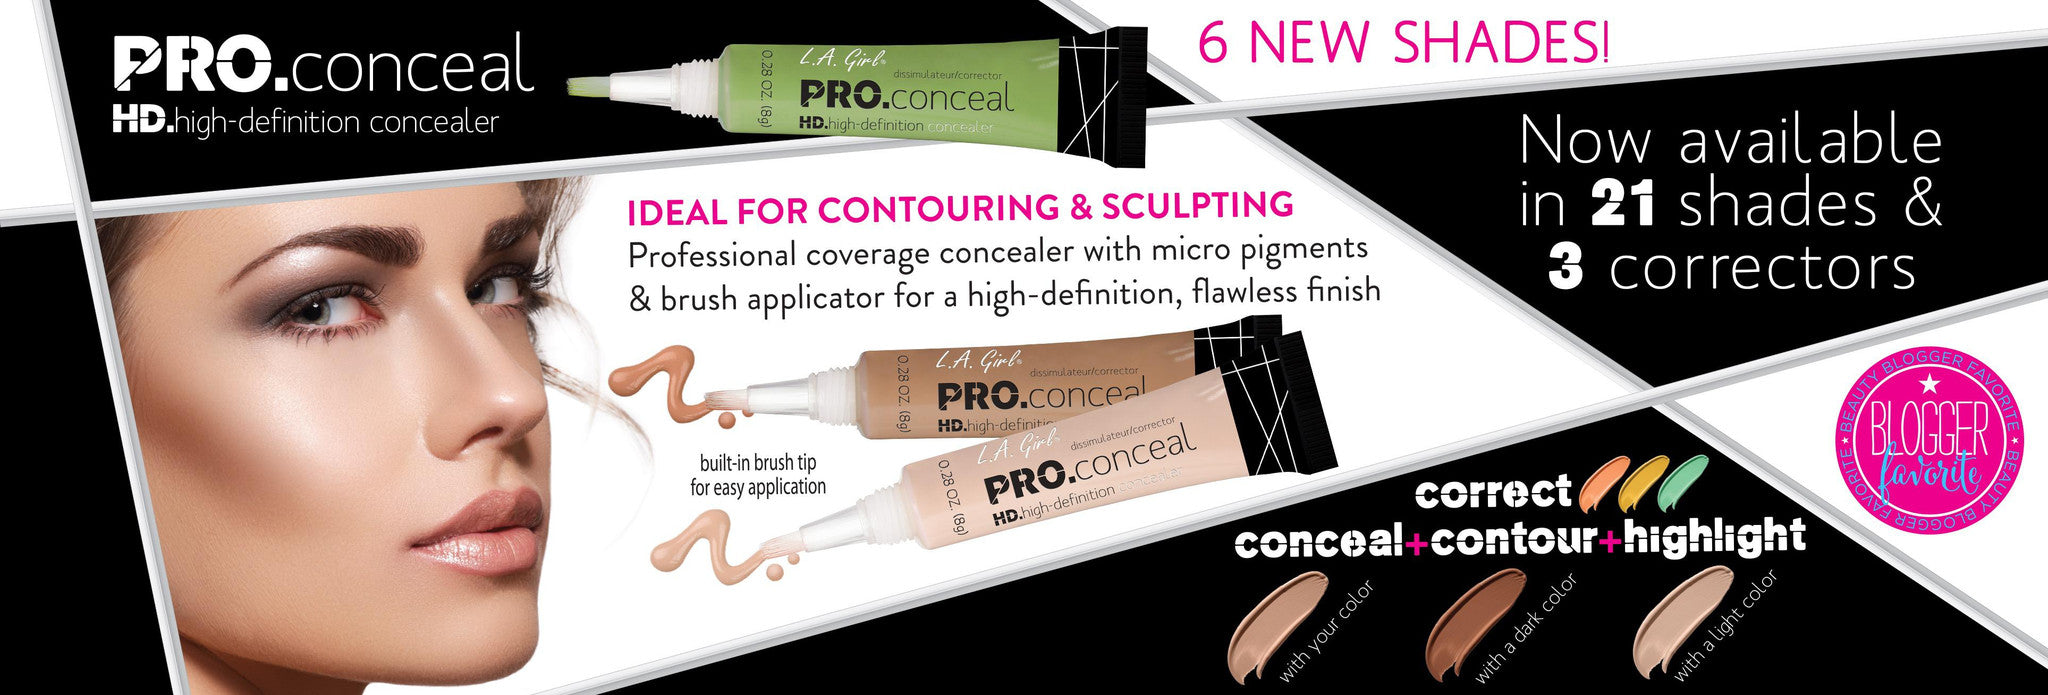 PRO.conceal
HD.high-definition concealer
0.28 OZ. (8g)
L.A. Girl®
dissimulateur/corrector
PRO.conceal
HD.high-definition concealer
6 NEW SHADES!
Now available
in 21 shades &
3 correctors
IDEAL FOR CONTOURING & SCULPTING
Professional coverage concealer with micro pigments
& brush applicator for a high-definition, flawless finish
0.28 OZ. (8g)
L.A. Girl®
dissimulateur/corrector
PRO.conceal
HD.high-definitio
0.28 OZ. (8g)
L.A. Girl®
dissimulateur/corrector
PRO.conceal
HD.high-definition concealer
built-in brush tip
for easy application
BEAUTY BLOGGER FAVORITE ★ BEAUTY BLOGGER FAVORITE ★
BLOGGER
favorite
correct
conceal+contour+highlight
with your color
with a dark color
with a light color